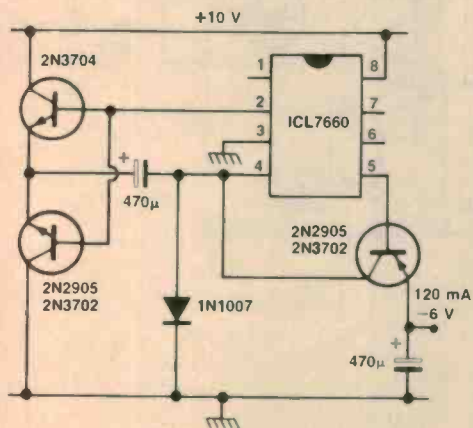 +10 V
2N3704
1
8
2
ICL7660
7
3
6
4
5
+
470μ
2N2905
2N3702
1N1007
2N2905
2N3702
120 mA
−6 V
+
470μ